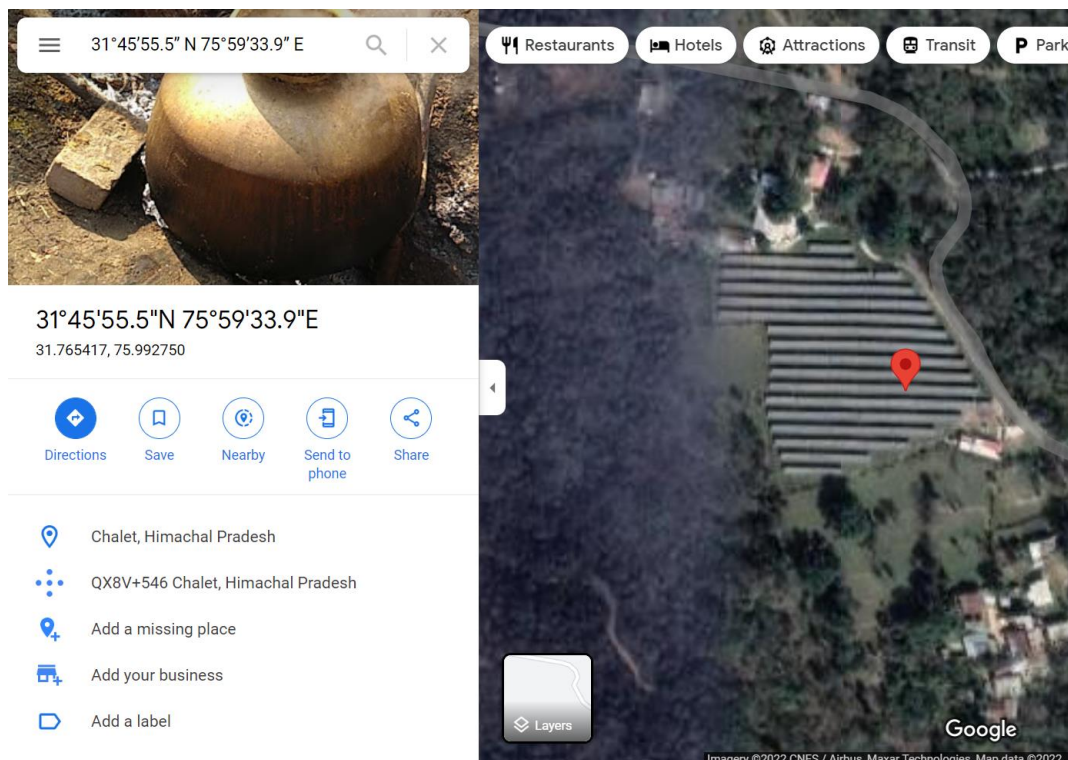 31°45'55.5” N 75°59’33.9” E
Restaurants
Hotels
Attractions
Transit
Park
31°45'55.5"N 75°59'33.9"E
31.765417, 75.992750
Directions
Save
Nearby
Send to
phone
Share
Chalet, Himachal Pradesh
QX8V+546 Chalet, Himachal Pradesh
Add a missing place
Add your business
Add a label
Layers
Google
Imagery ©2022 CNES / Airbus, Maxar Technologies, Map data ©2022